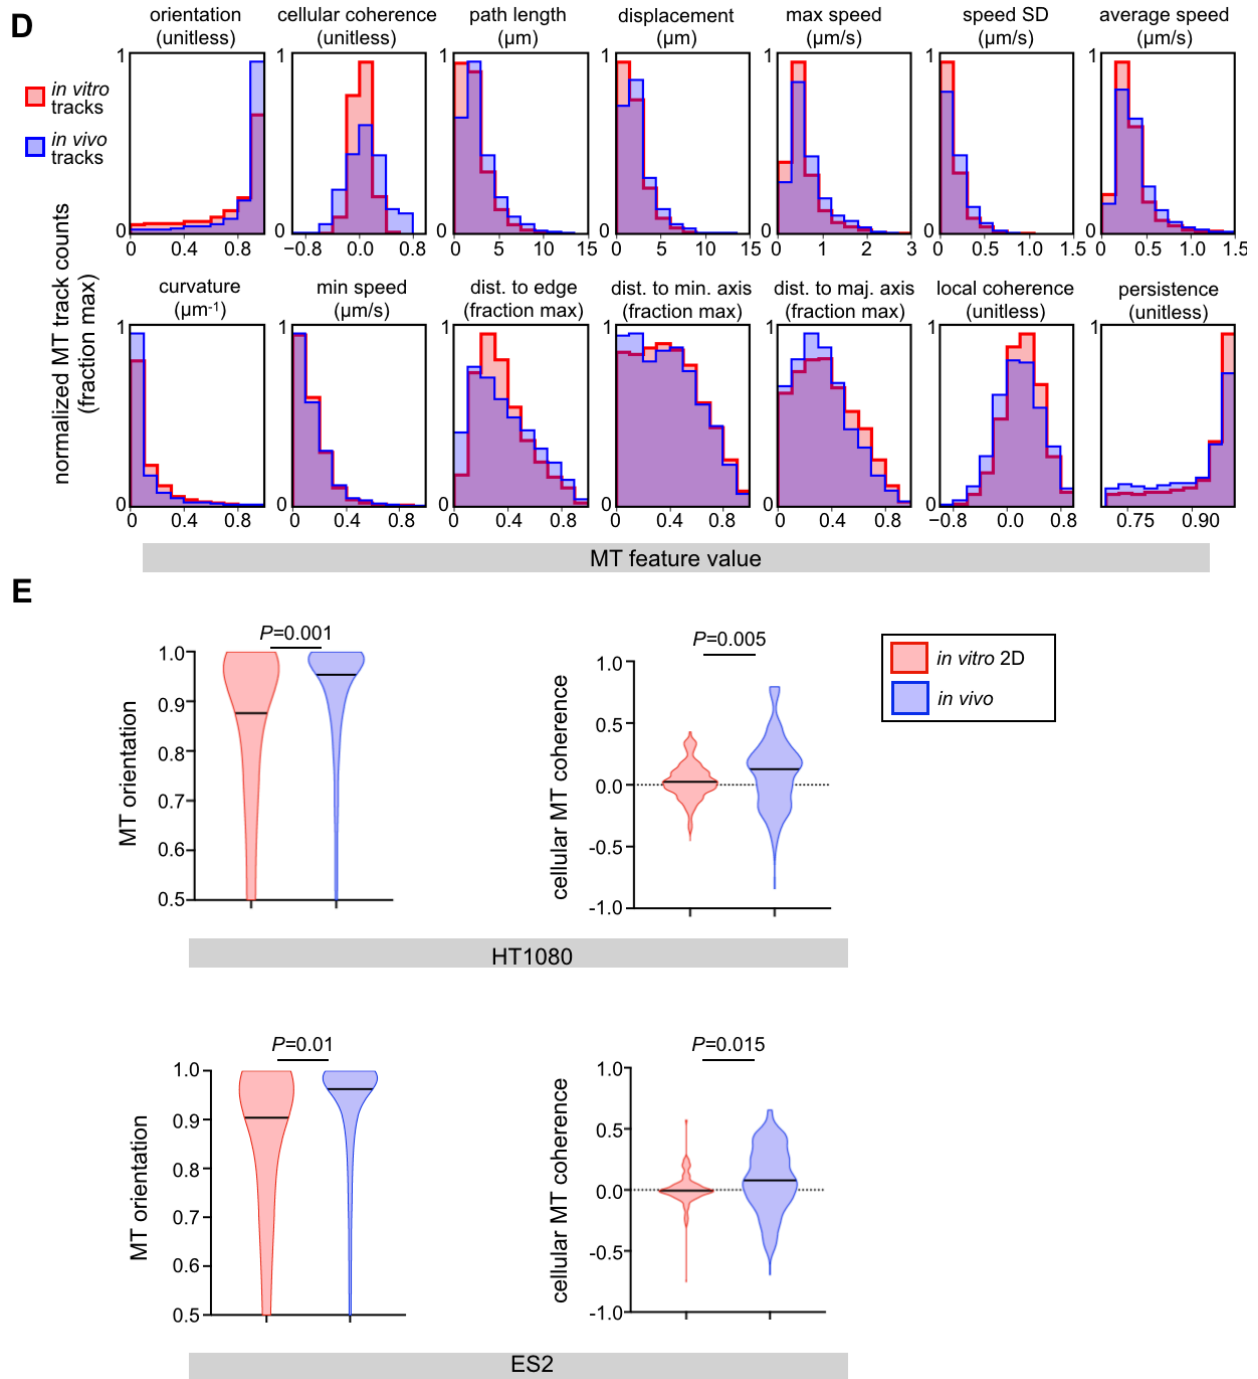 D
orientation
(unitless)
cellular coherence
(unitless)
path length
(µm)
displacement
(µm)
max speed
(µm/s)
speed SD
(µm/s)
average speed
(µm/s)
in vitro
tracks
in vivo
tracks
normalized MT track counts
(fraction max)
1
0
0 0.4 0.8
1
0
−0.8 0.0 0.8
1
0
0 5 10 15
1
0
0 5 10 15
1
0
0 1 2 3
1
0
0 0.5 1.0 1.5
1
0
0 0.5 1.0 1.5
curvature
(µm-1)
min speed
(µm/s)
dist. to edge
(fraction max)
dist. to min. axis
(fraction max)
dist. to maj. axis
(fraction max)
local coherence
(unitless)
persistence
(unitless)
1
0
0 0.4 0.8
1
0
0 0.4 0.8
1
0
0 0.4 0.8
1
0
0 0.4 0.8
1
0
0 0.4 0.8
1
0
−0.8 0.0 0.8
1
0
0.75 0.90
MT feature value
E
P=0.001
MT orientation
1.0
0.9
0.8
0.7
0.6
0.5
P=0.005
cellular MT coherence
1.0
0.5
0.0
-0.5
-1.0
in vitro 2D
in vivo
HT1080
P=0.01
MT orientation
1.0
0.9
0.8
0.7
0.6
0.5
P=0.015
cellular MT coherence
1.0
0.5
0.0
-0.5
-1.0
ES2